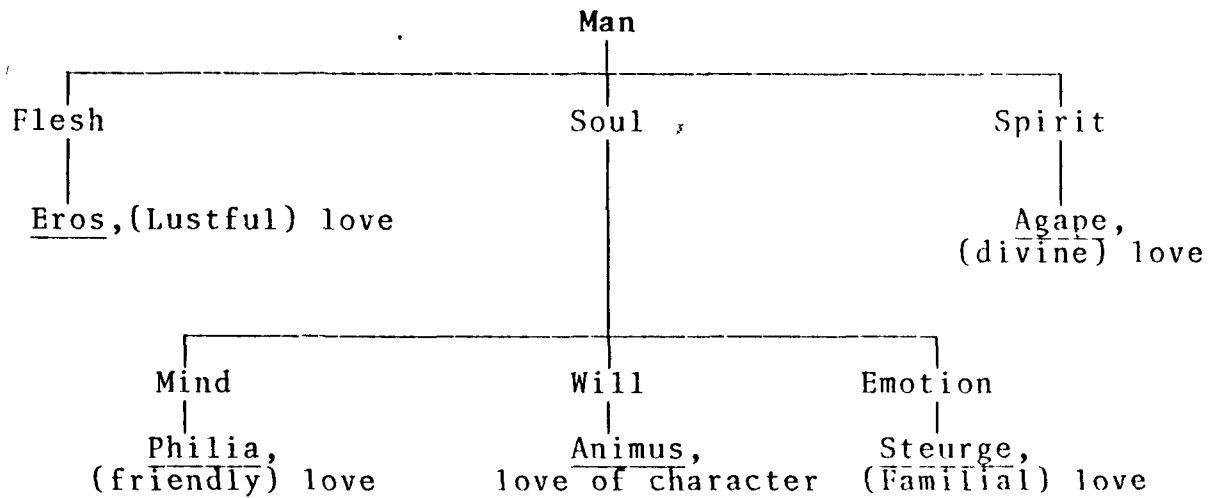 Man
Flesh Soul Spirit
Eros, (Lustful) love Agape,
(divine) love
Mind Will Emotion
Philia, Animus, Steurge,
(friendly) love love of character (Familial) love